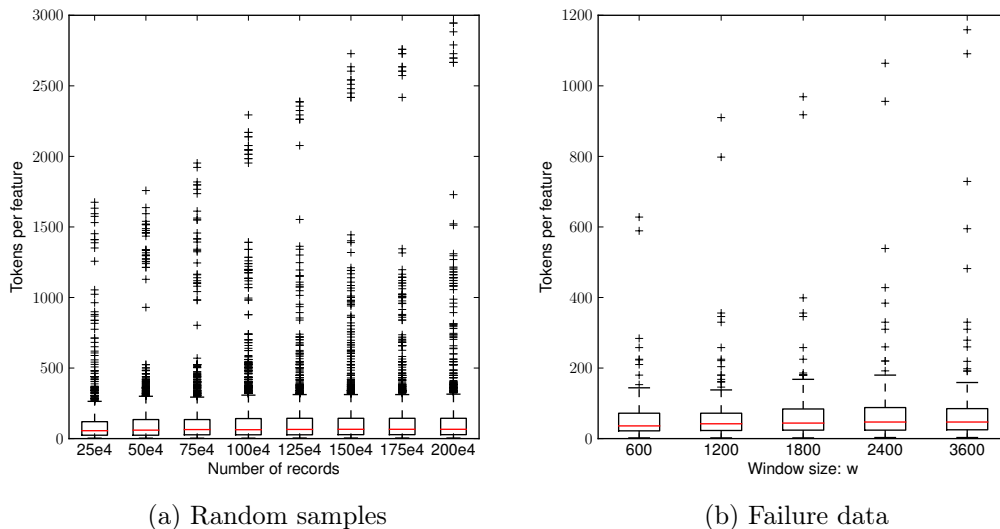 3000
2500
2000
1500
1000
500
0
Tokens per feature
25e4 50e4 75e4 100e4 125e4 150e4 175e4 200e4
Number of records
(a) Random samples
1200
1000
800
600
400
200
0
Tokens per feature
600 1200 1800 2400 3600
Window size: w
(b) Failure data